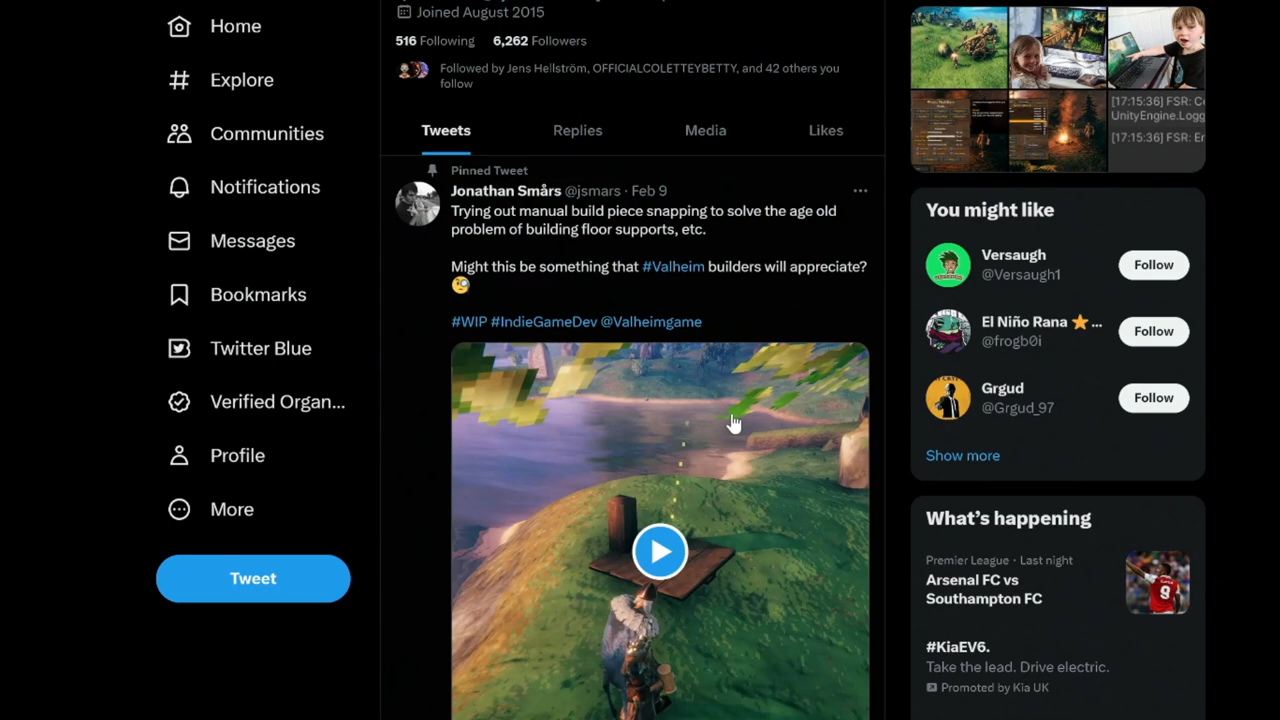 Home
Explore
Communities
Notifications
Messages
Bookmarks
Twitter Blue
Verified Organ...
Profile
More
Tweet
Joined August 2015
516 Following 6,262 Followers
Followed by Jens Hellström, OFFICIALCOLETTEYBETTY, and 42 others you
follow
Tweets Replies Media Likes
Pinned Tweet
Jonathan Smårs @jsmars · Feb 9
Trying out manual build piece snapping to solve the age old
problem of building floor supports, etc.
Might this be something that #Valheim builders will appreciate?
🧐
#WIP #IndieGameDev @Valheimgame
[17:15:36] FSR: C
UnityEngine.Logg
[17:15:36] FSR: Er
You might like
Versaugh
@Versaugh1
Follow
El Niño Rana ⭐ ...
@frogb0i
Follow
Grgud
@Grgud_97
Follow
Show more
What's happening
Premier League · Last night
Arsenal FC vs
Southampton FC
9
#KiaEV6.
Take the lead. Drive electric.
Promoted by Kia UK